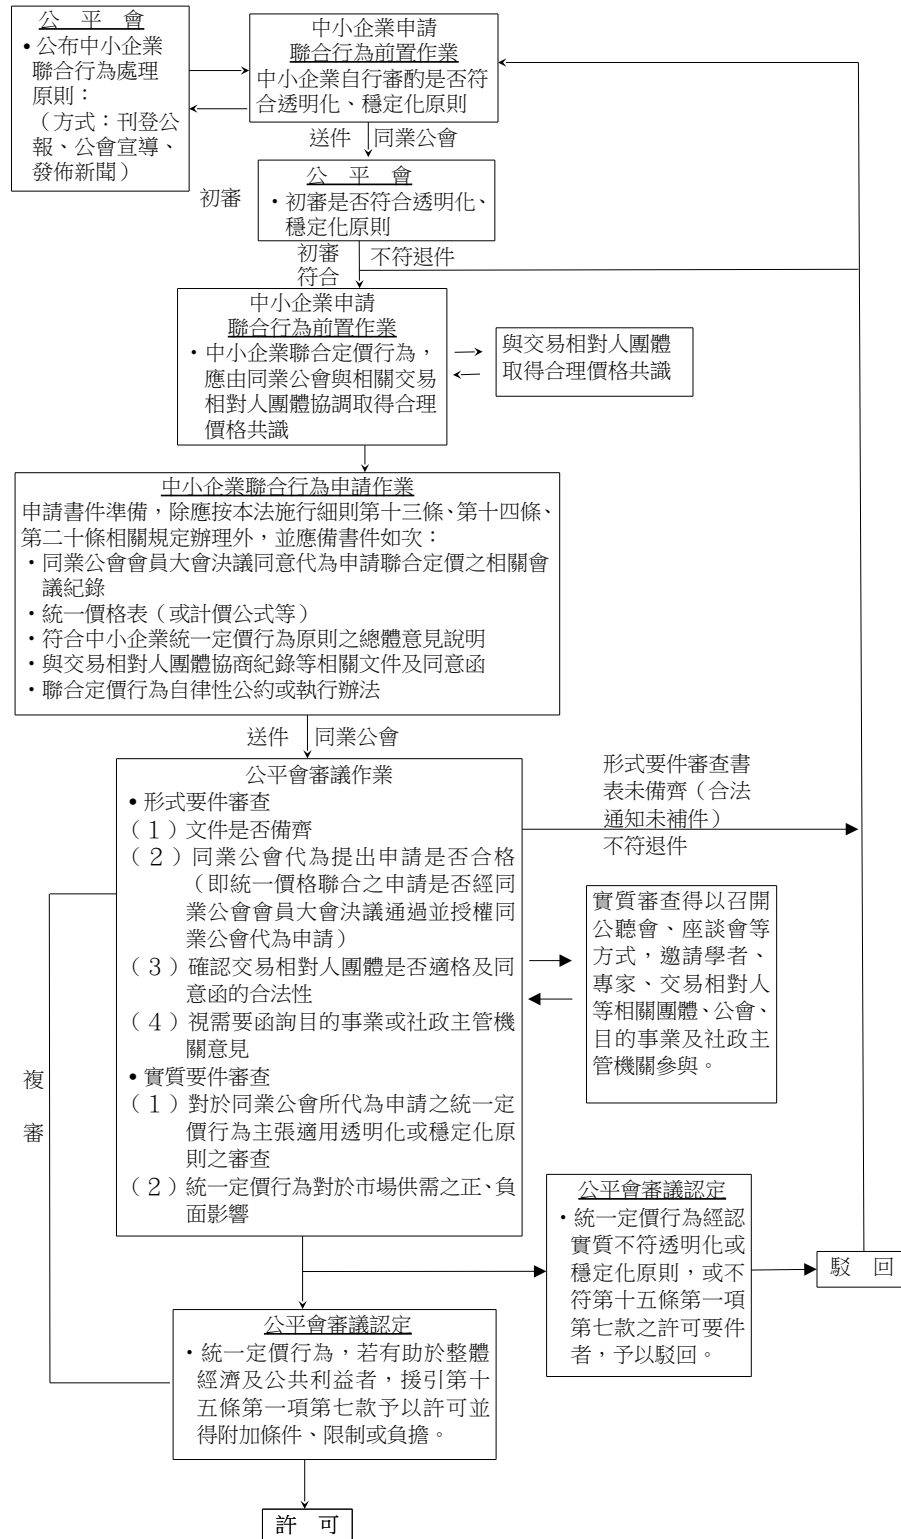 公　平　會
• 公布中小企業
聯合行為處理
原則：
（方式：刊登公
報、公會宣導、
發佈新聞）
中小企業申請
聯合行為前置作業
中小企業自行審酌是否符
合透明化、穩定化原則
送件 同業公會
初審
公　平　會
・初審是否符合透明化、
穩定化原則
初審
符合
不符退件
中小企業申請
聯合行為前置作業
・中小企業聯合定價行為，
應由同業公會與相關交易
相對人團體協調取得合理
價格共識
與交易相對人團體
取得合理價格共識
中小企業聯合行為申請作業
申請書件準備，除應按本法施行細則第十三條、第十四條、
第二十條相關規定辦理外，並應備書件如次：
・同業公會會員大會決議同意代為申請聯合定價之相關會
議紀錄
・統一價格表（或計價公式等）
・符合中小企業統一定價行為原則之總體意見說明
・與交易相對人團體協商紀錄等相關文件及同意函
・聯合定價行為自律性公約或執行辦法
送件 同業公會
公平會審議作業
• 形式要件審查
（１）文件是否備齊
（２）同業公會代為提出申請是否合格
（即統一價格聯合之申請是否經同
業公會會員大會決議通過並授權同
業公會代為申請）
（３）確認交易相對人團體是否適格及同
意函的合法性
（４）視需要函詢目的事業或社政主管機
關意見
• 實質要件審查
（１）對於同業公會所代為申請之統一定
價行為主張適用透明化或穩定化原
則之審查
（２）統一定價行為對於市場供需之正、負
面影響
形式要件審查書
表未備齊（合法
通知未補件）
不符退件
實質審查得以召開
公聽會、座談會等
方式，邀請學者、
專家、交易相對人
等相關團體、公會、
目的事業及社政主
管機關參與。
複
審
公平會審議認定
・統一定價行為經認
實質不符透明化或
穩定化原則，或不
符第十五條第一項
第七款之許可要件
者，予以駁回。
駁　回
公平會審議認定
・統一定價行為，若有助於整體
經濟及公共利益者，援引第十
五條第一項第七款予以許可並
得附加條件、限制或負擔。
許　可